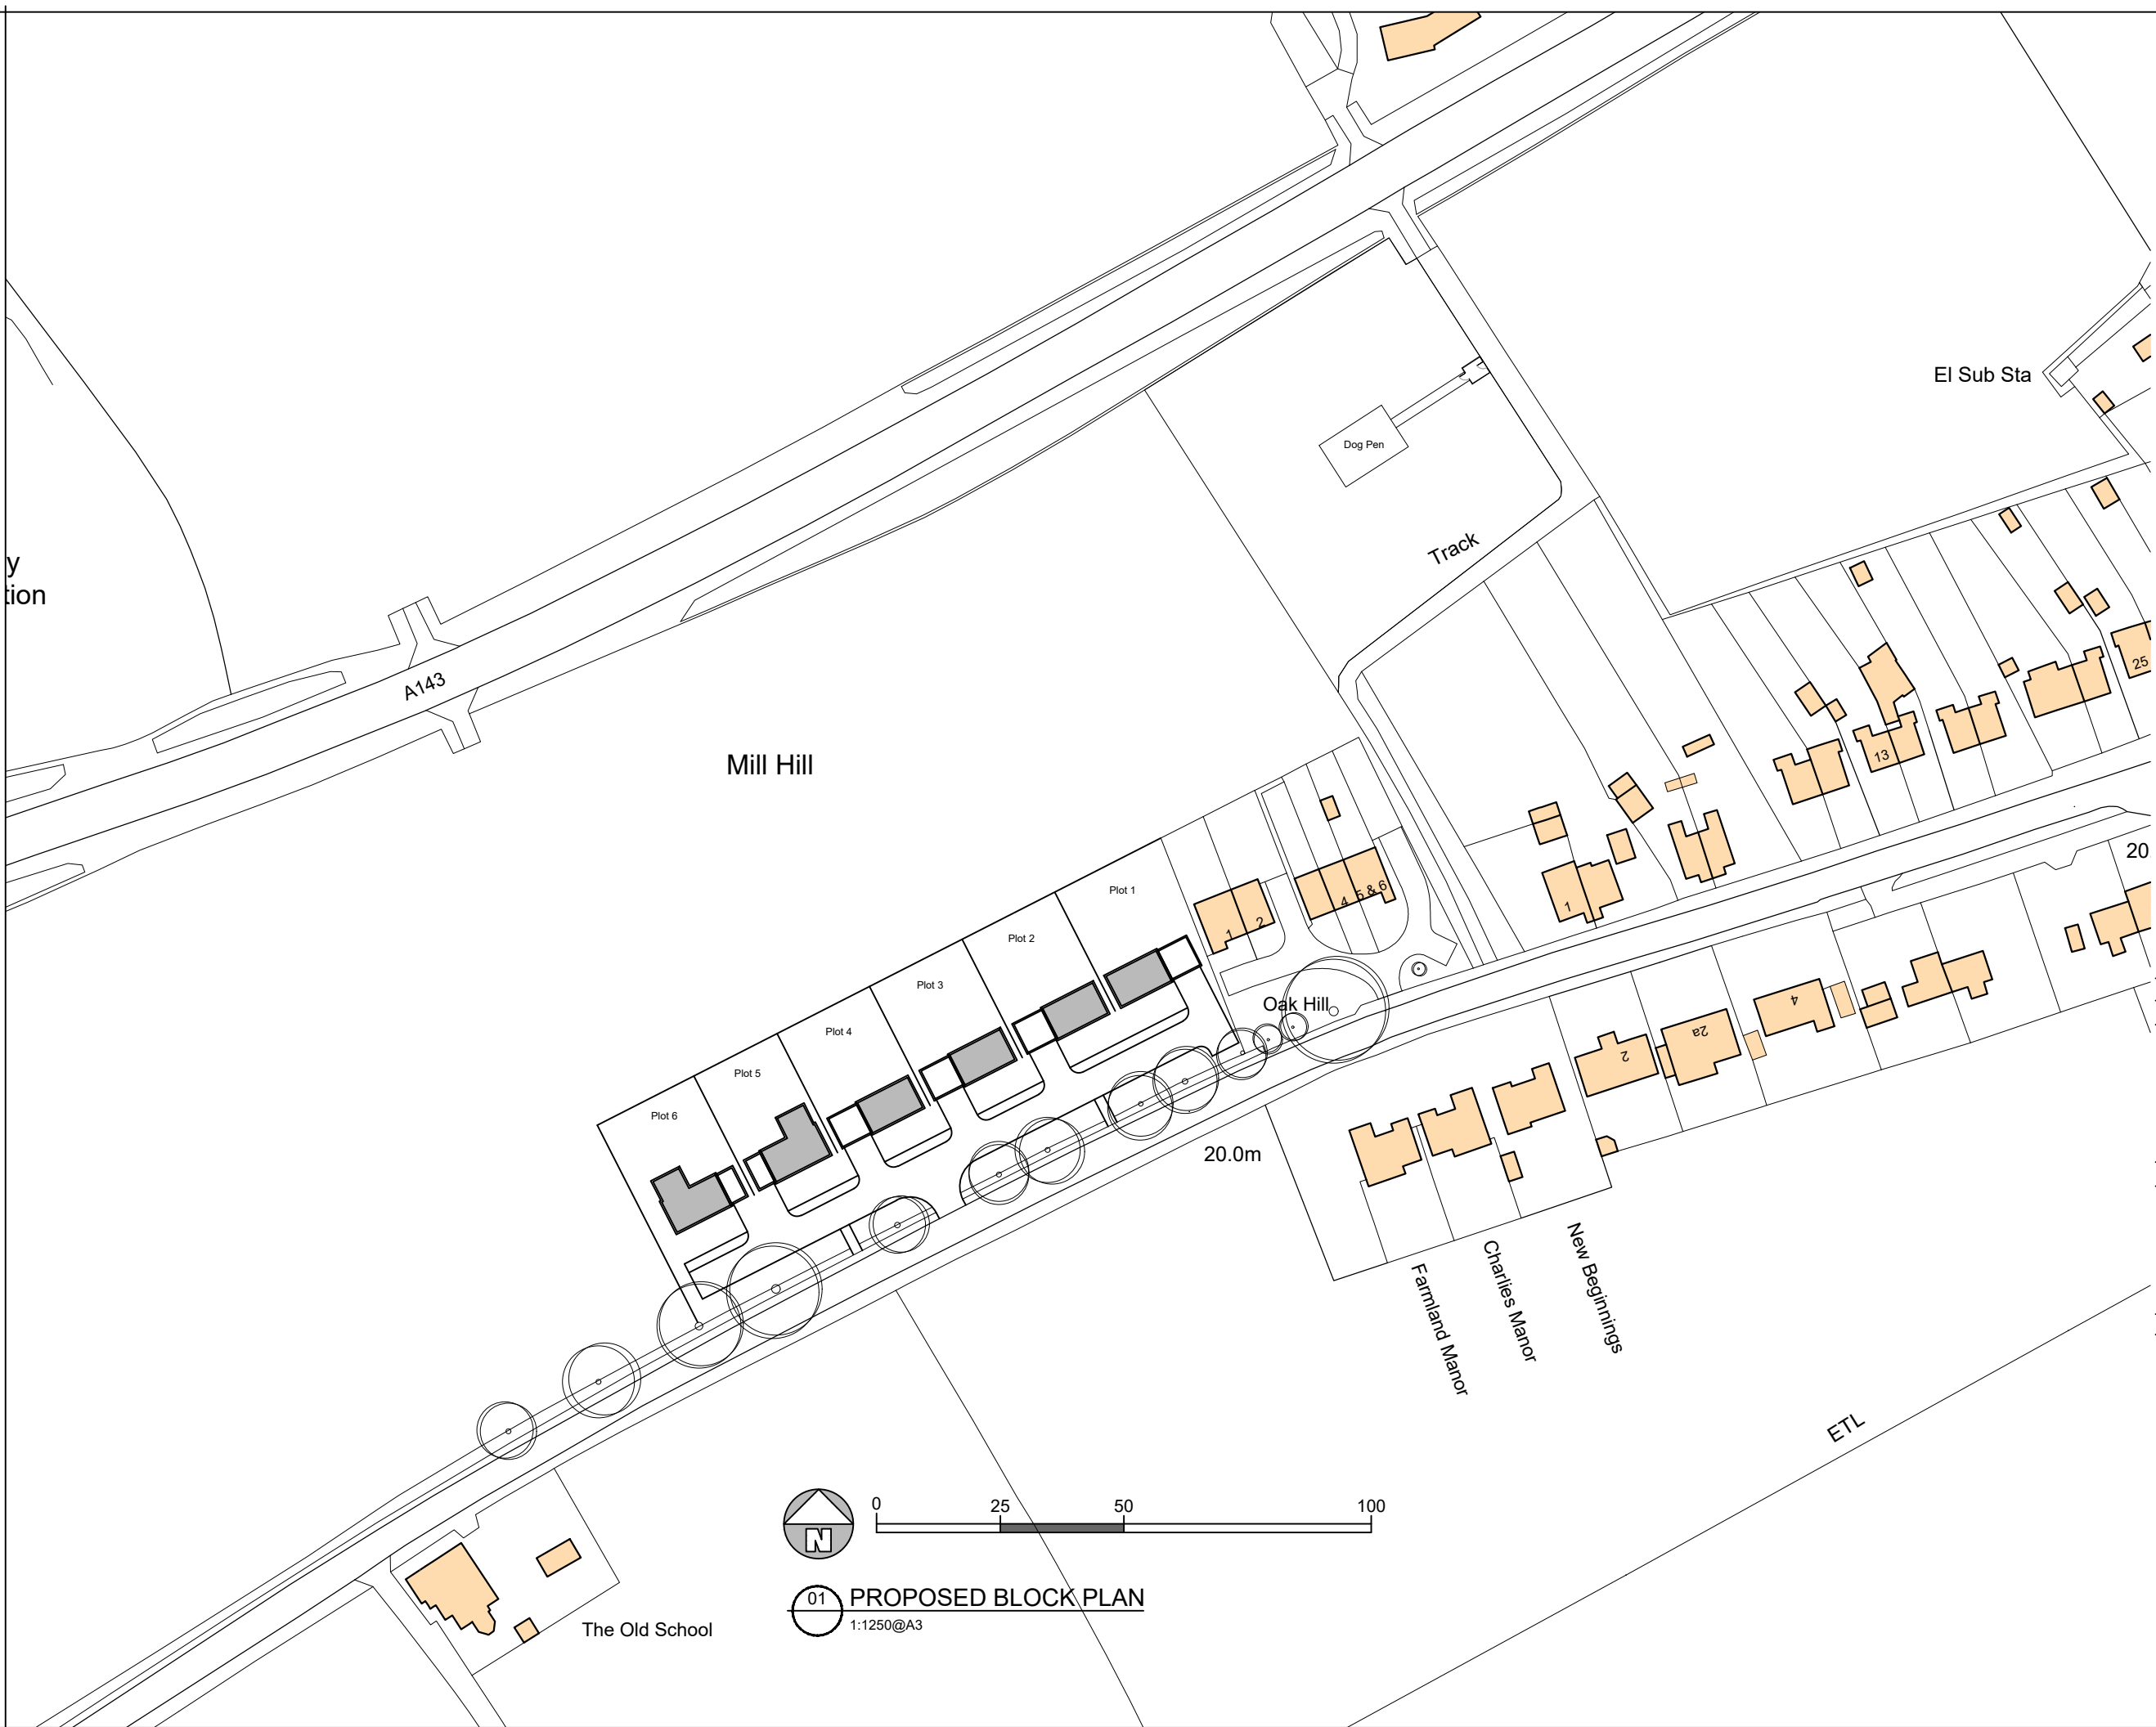 El Sub Sta
Dog Pen
Track
y
tion
A143
25
13
Mill Hill
20
Plot 1
1
2
4
5 & 6
1
Plot 2
Plot 3
Oak Hill
4
2a
2
Plot 4
Plot 5
Plot 6
20.0m
New Beginnings
Charlies Manor
Farmland Manor
ETL
0
25
50
100
N
01
PROPOSED BLOCK PLAN
1:1250@A3
The Old School